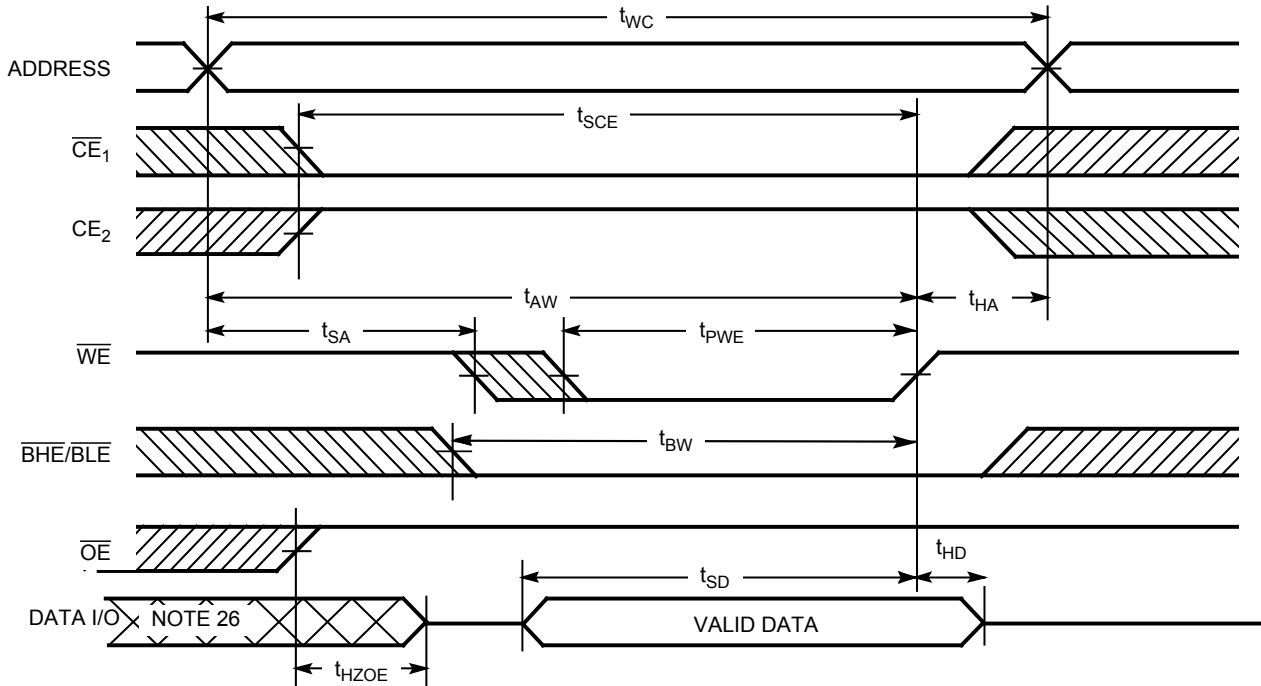 tWC
ADDRESS
tSCE
CE1
CE2
tAW
tHA
tSA
tPWE
WE
tBW
BHE/BLE
OE
tHD
tSD
DATA I/O
NOTE 26
VALID DATA
tHZOE